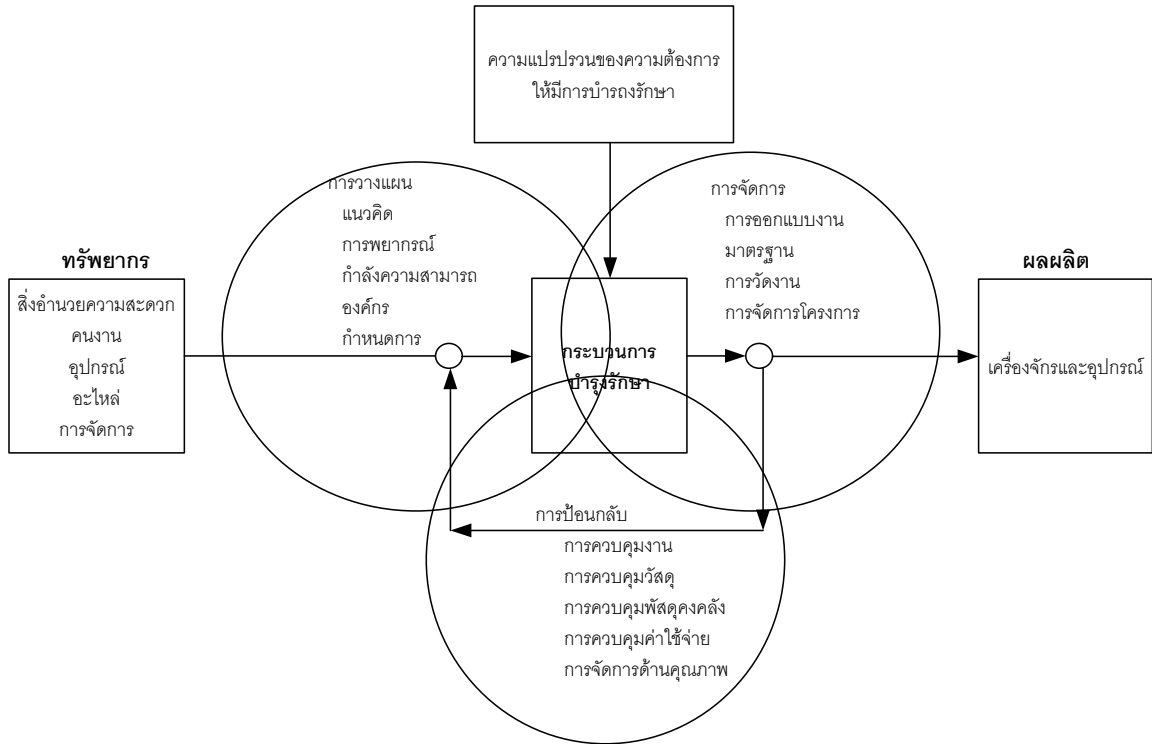 ความแปรปรวนของความต้องการ
ให้มีการบำรถงรักษา
การวางแผน
แนวคิด
การพยากรณ์
กำลังความสามารถ
องค์กร
กำหนดการ
การจัดการ
การออกแบบงาน
มาตรฐาน
การวัดงาน
การจัดการโครงการ
ทรัพยากร
สิ่งอำนวยความสะดวก
คนงาน
อุปกรณ์
อะไหล่
การจัดการ
กระบวนการ
บำรุงรักษา
ผลผลิต
เครื่องจักรและอุปกรณ์
การป้อนกลับ
การควบคุมงาน
การควบคุมวัสดุ
การควบคุมพัสดุคงคลัง
การควบคุมค่าใช้จ่าย
การจัดการด้านคุณภาพ